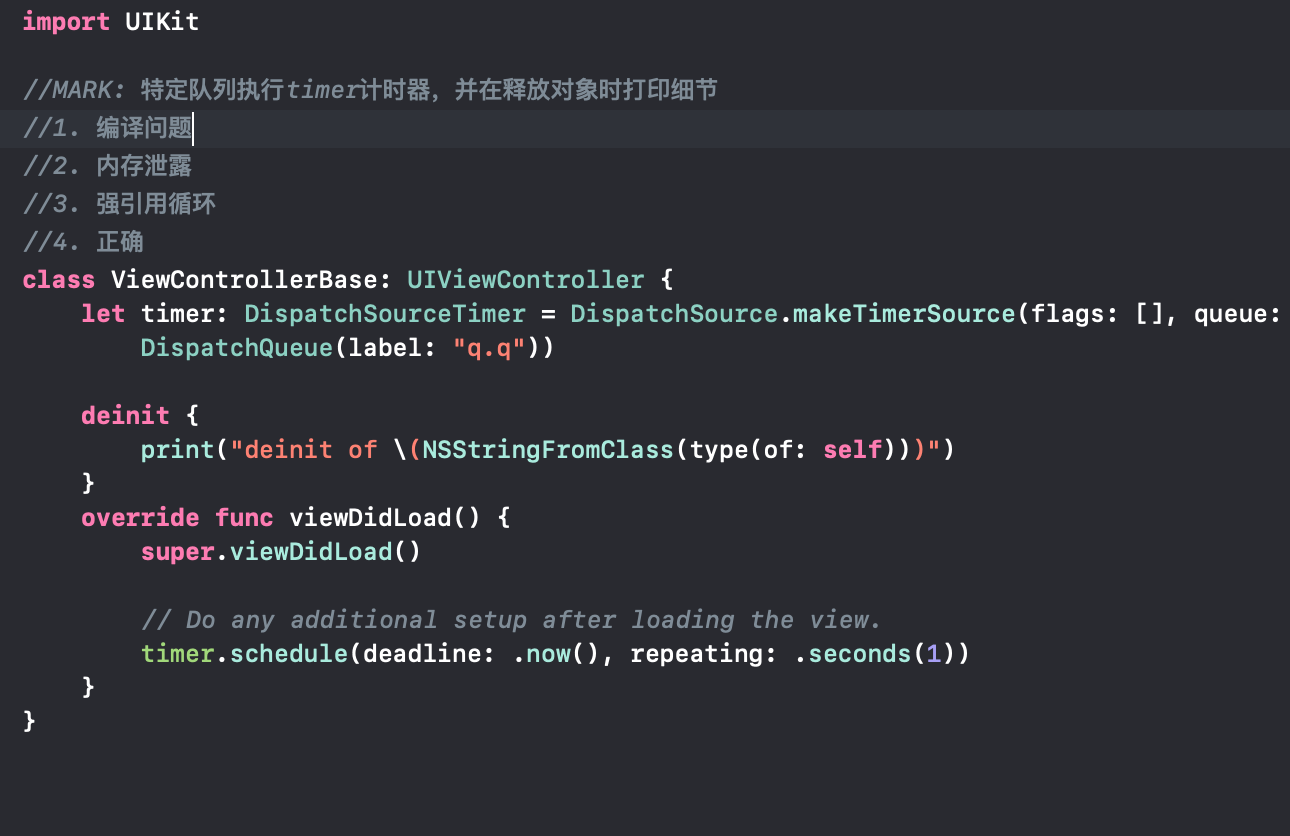 import UIKit
//MARK: 特定队列执行timer计时器，并在释放对象时打印细节
//1. 编译问题
//2. 内存泄露
//3. 强引用循环
//4. 正确
class ViewControllerBase: UIViewController {
    let timer: DispatchSourceTimer = DispatchSource.makeTimerSource(flags: [], queue:
        DispatchQueue(label: "q.q"))
    deinit {
        print("deinit of \(NSStringFromClass(type(of: self)))")
    }
    override func viewDidLoad() {
        super.viewDidLoad()
        // Do any additional setup after loading the view.
        timer.schedule(deadline: .now(), repeating: .seconds(1))
    }
}